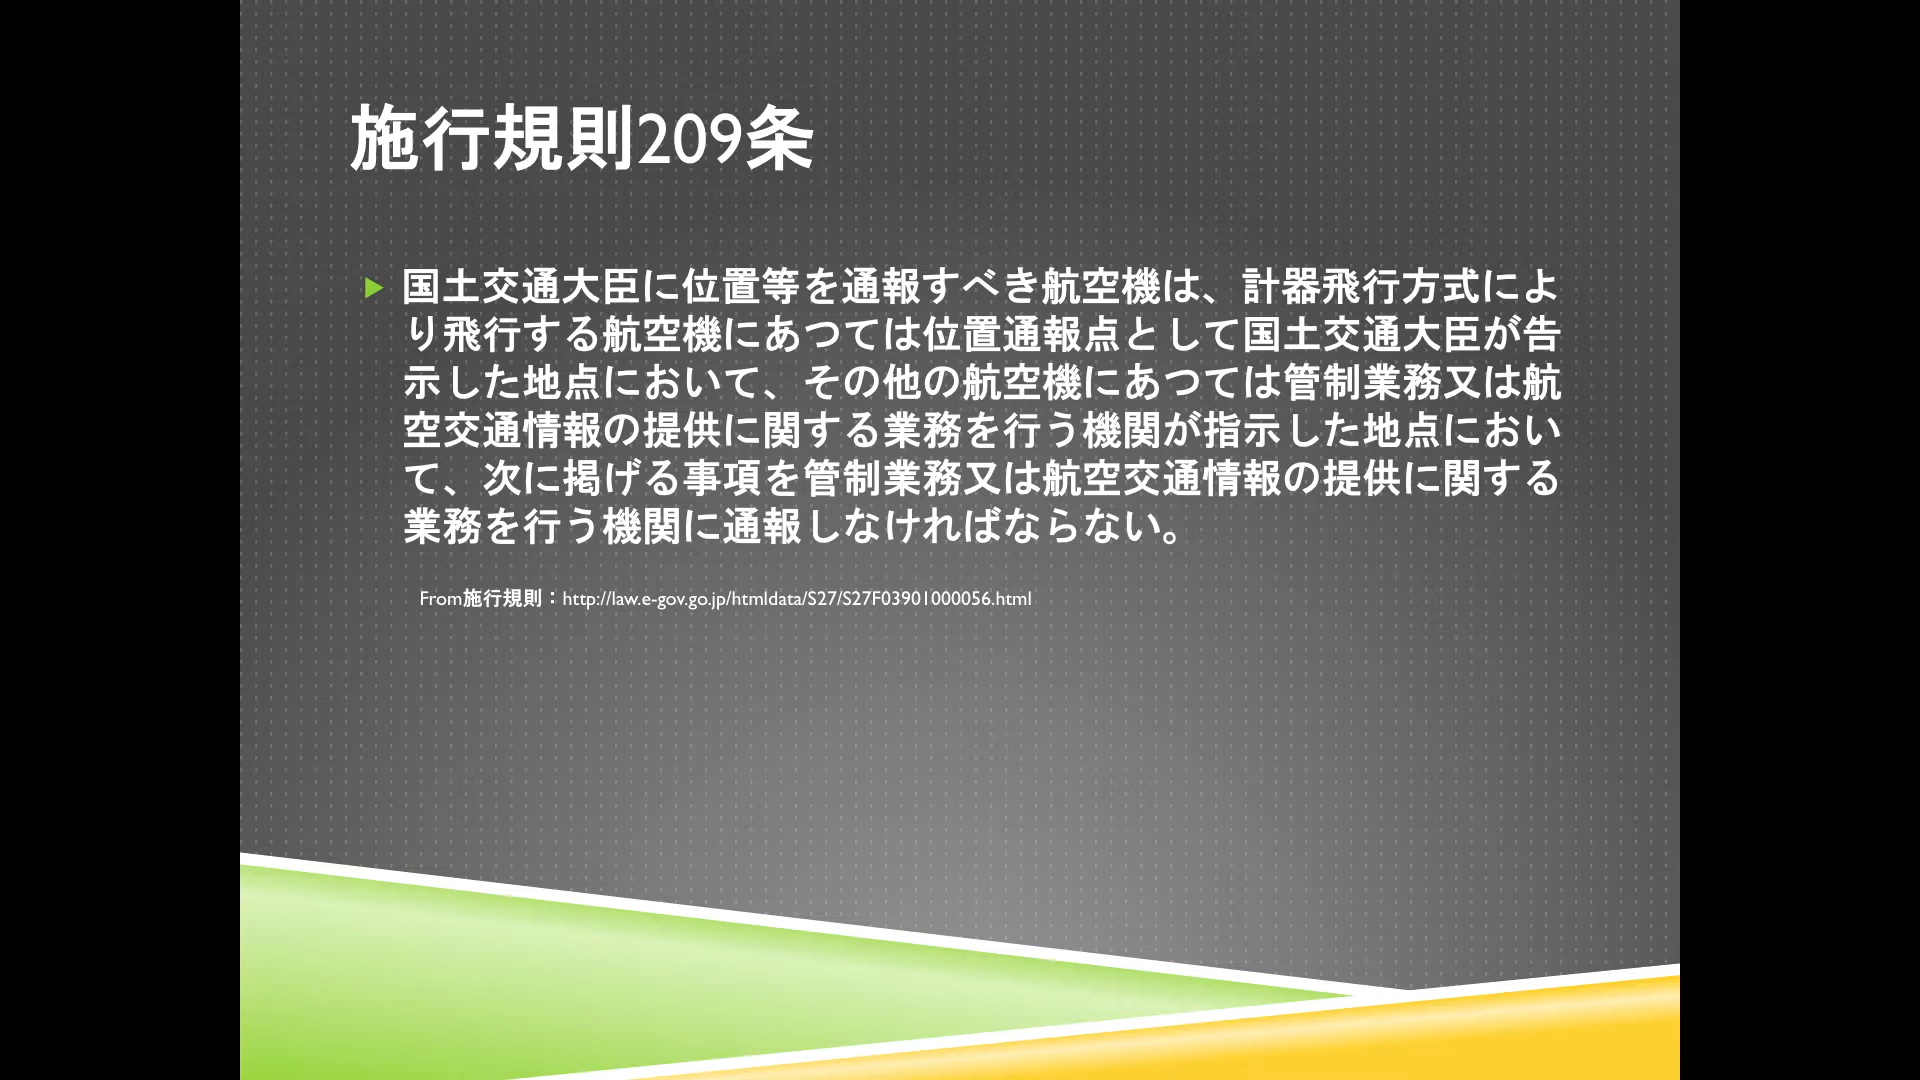 施行規則209条
国土交通大臣に位置等を通報すべき航空機は、計器飛行方式によ
り飛行する航空機にあつては位置通報点として国土交通大臣が告
示した地点において、その他の航空機にあつては管制業務又は航
空交通情報の提供に関する業務を行う機関が指示した地点におい
て、次に掲げる事項を管制業務又は航空交通情報の提供に関する
業務を行う機関に通報しなければならない。
From施行規則：http://law.e-gov.go.jp/htmldata/S27/S27F03901000056.html